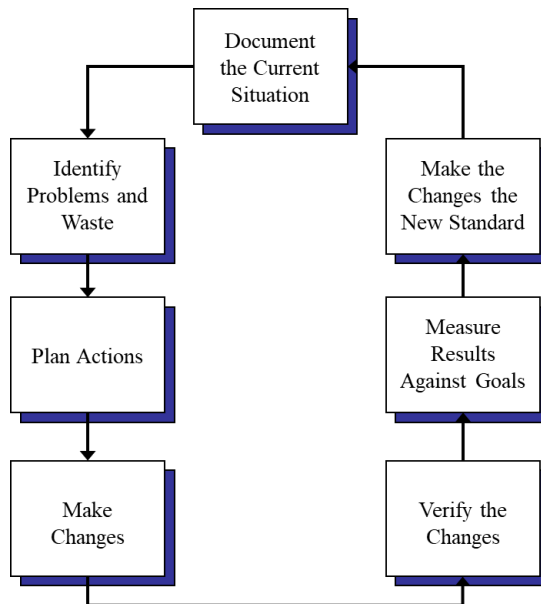 Document
the Current
Situation
Identify
Problems and
Waste
Plan Actions
Make
Changes
Verify the
Changes
Measure
Results
Against Goals
Make the
Changes the
New Standard